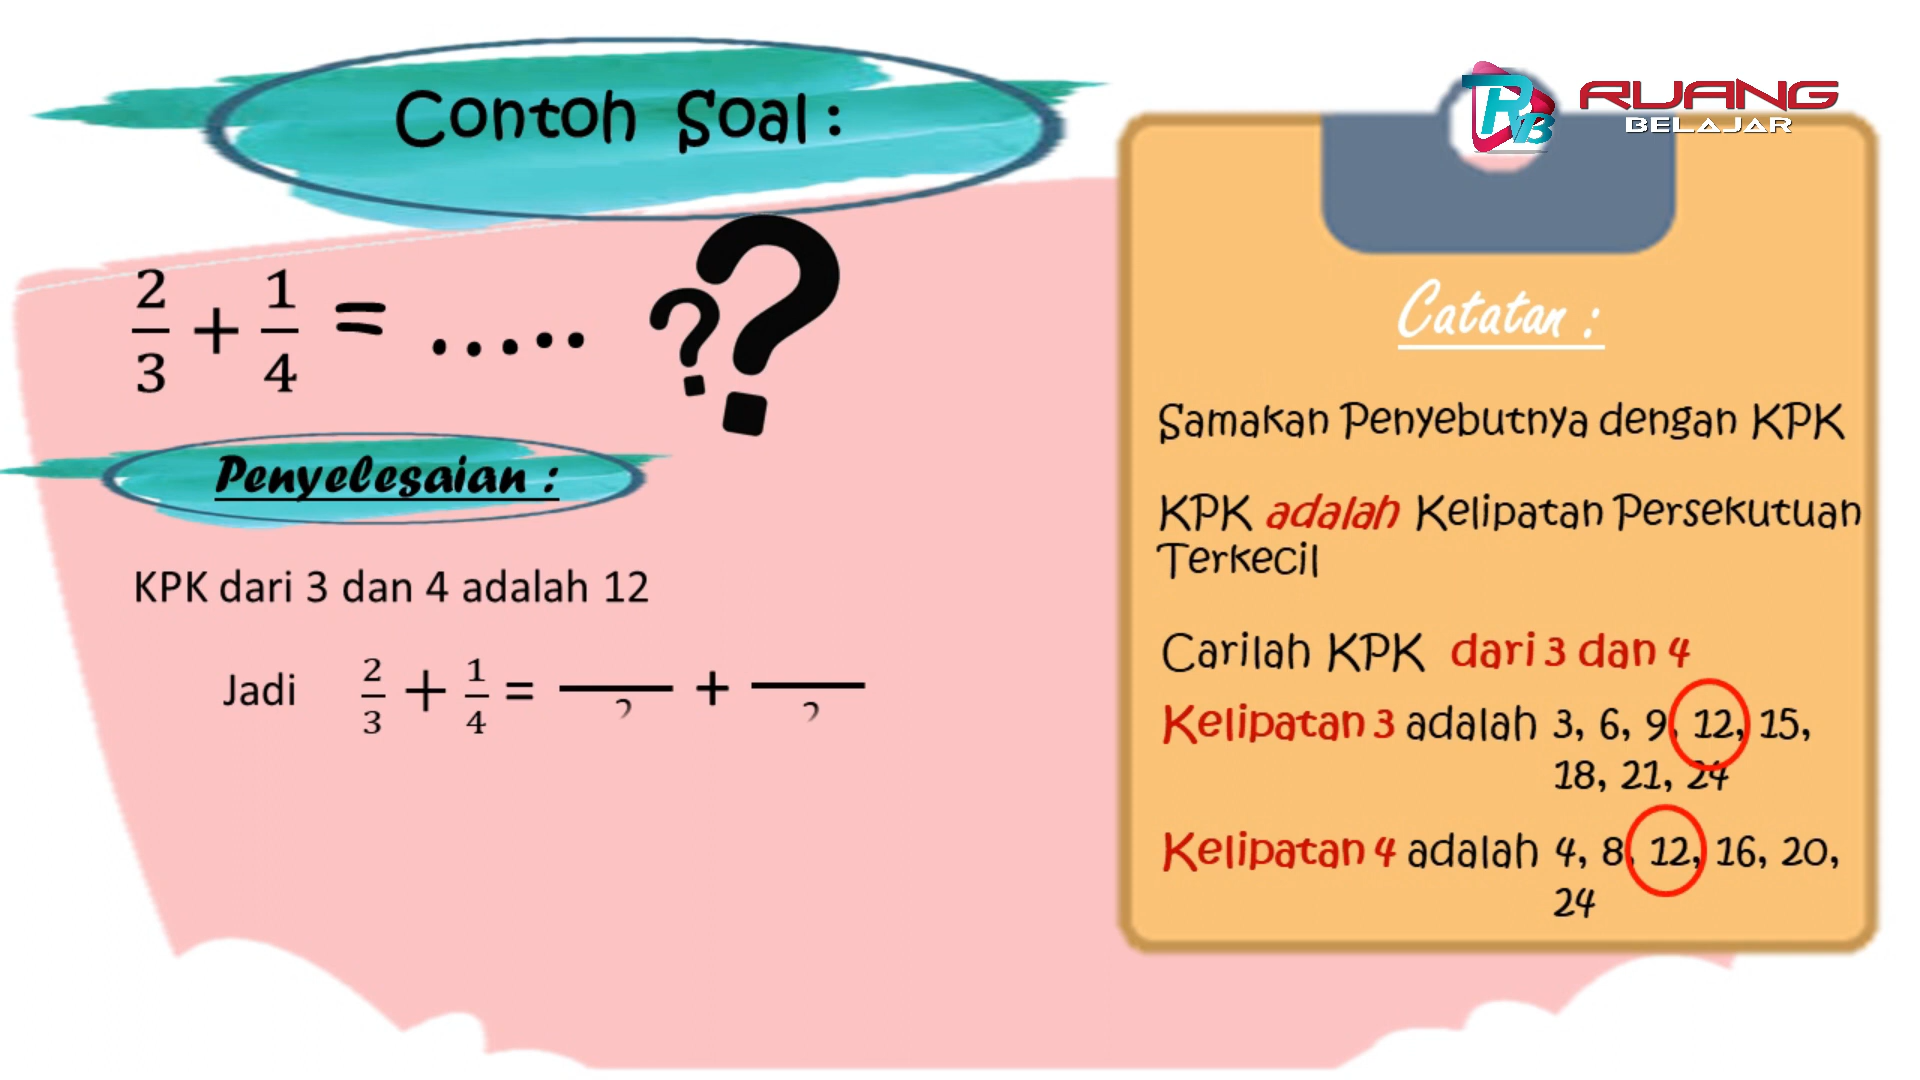 Contoh Soal :
RUANG
BELAJAR
2/3 + 1/4 = .....
??
Penyelesaian :
KPK dari 3 dan 4 adalah 12
Jadi 2/3 + 1/4 = ___ + ___
Catatan :
Samakan Penyebutnya dengan KPK
KPK adalah Kelipatan Persekutuan
Terkecil
Carilah KPK dari 3 dan 4
Kelipatan 3 adalah 3, 6, 9, 12, 15,
18, 21, 24
Kelipatan 4 adalah 4, 8, 12, 16, 20,
24